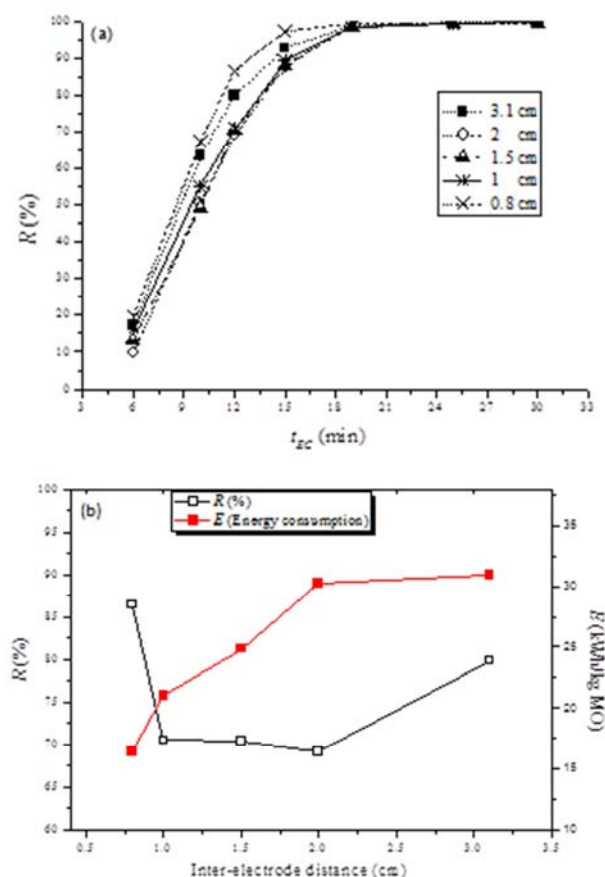 (a)
100
90
80
70
60
50
40
30
20
10
0
R (%)
3.1 cm
2 cm
1.5 cm
1 cm
0.8 cm
3 6 9 12 15 18 21 24 27 30 33
t_EC (min)
(b)
R (%)
E (Energy consumption)
100
95
90
85
80
75
70
65
60
R (%)
35
30
25
20
15
10
E (kWh/kg MO)
0.5 1.0 1.5 2.0 2.5 3.0
Inter-electrode distance (cm)